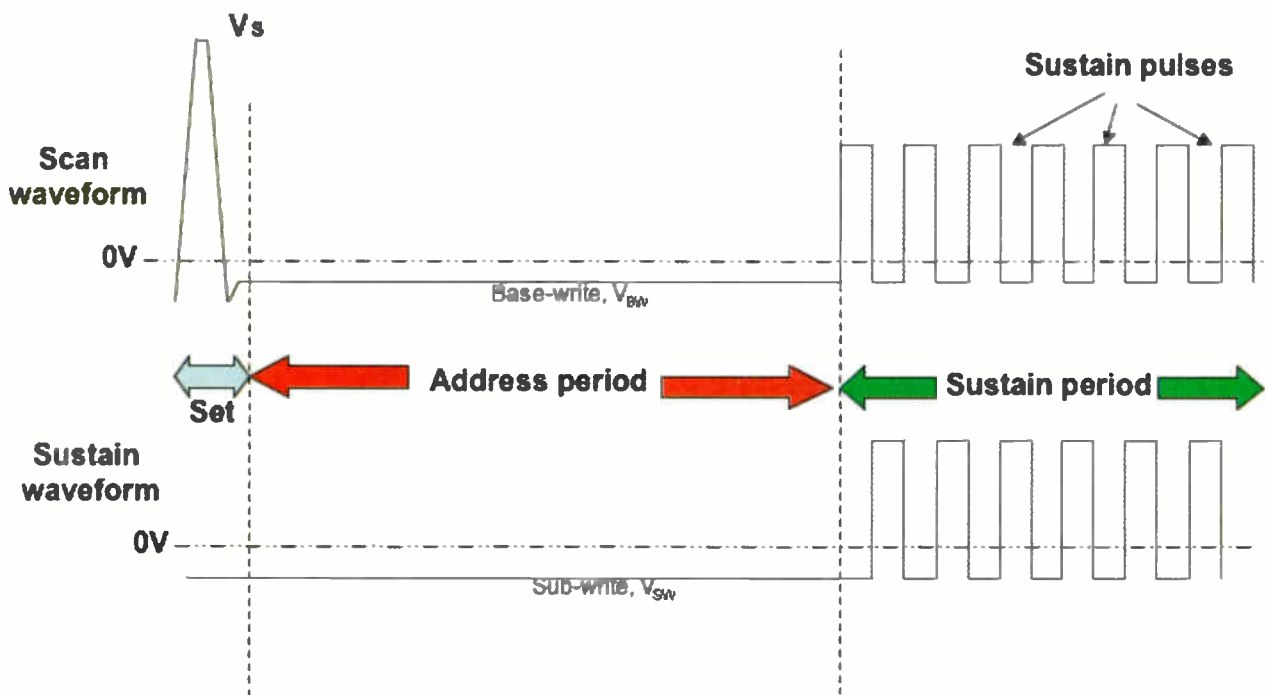 Vs
Sustain pulses
Scan
waveform
0V
Base-write, VBW
Address period
Sustain period
Set
Sustain
waveform
0V
Sub-write, VSW